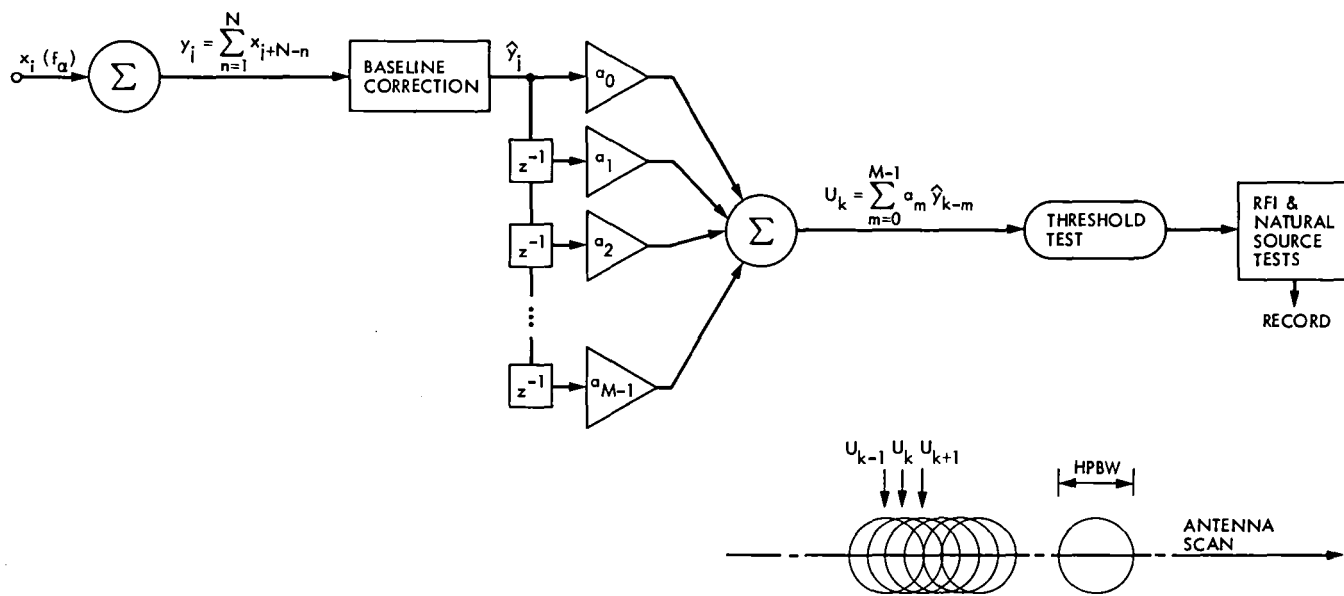 x_i (f_α)
Σ
y_j = Σ_{n=1}^{N} x_{j+N-n}
BASELINE
CORRECTION
ŷ_j
a_0
z^{-1}
a_1
z^{-1}
a_2
z^{-1}
a_{M-1}
Σ
U_k = Σ_{m=0}^{M-1} a_m ŷ_{k-m}
THRESHOLD
TEST
RFI &
NATURAL
SOURCE
TESTS
RECORD
U_{k-1} U_k U_{k+1}
HPBW
ANTENNA
SCAN